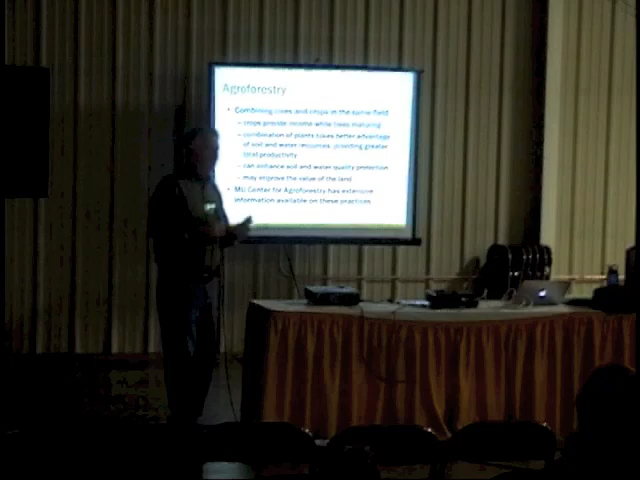 Agroforestry
• Combining trees and crops in the same field
– crops provide income while trees maturing
– combination of plants takes better advantage
of soil and water resources, providing greater
total productivity
– can enhance soil and water quality protection
– may improve the value of the land
• MU Center for Agroforestry has extensive
information available on these practices